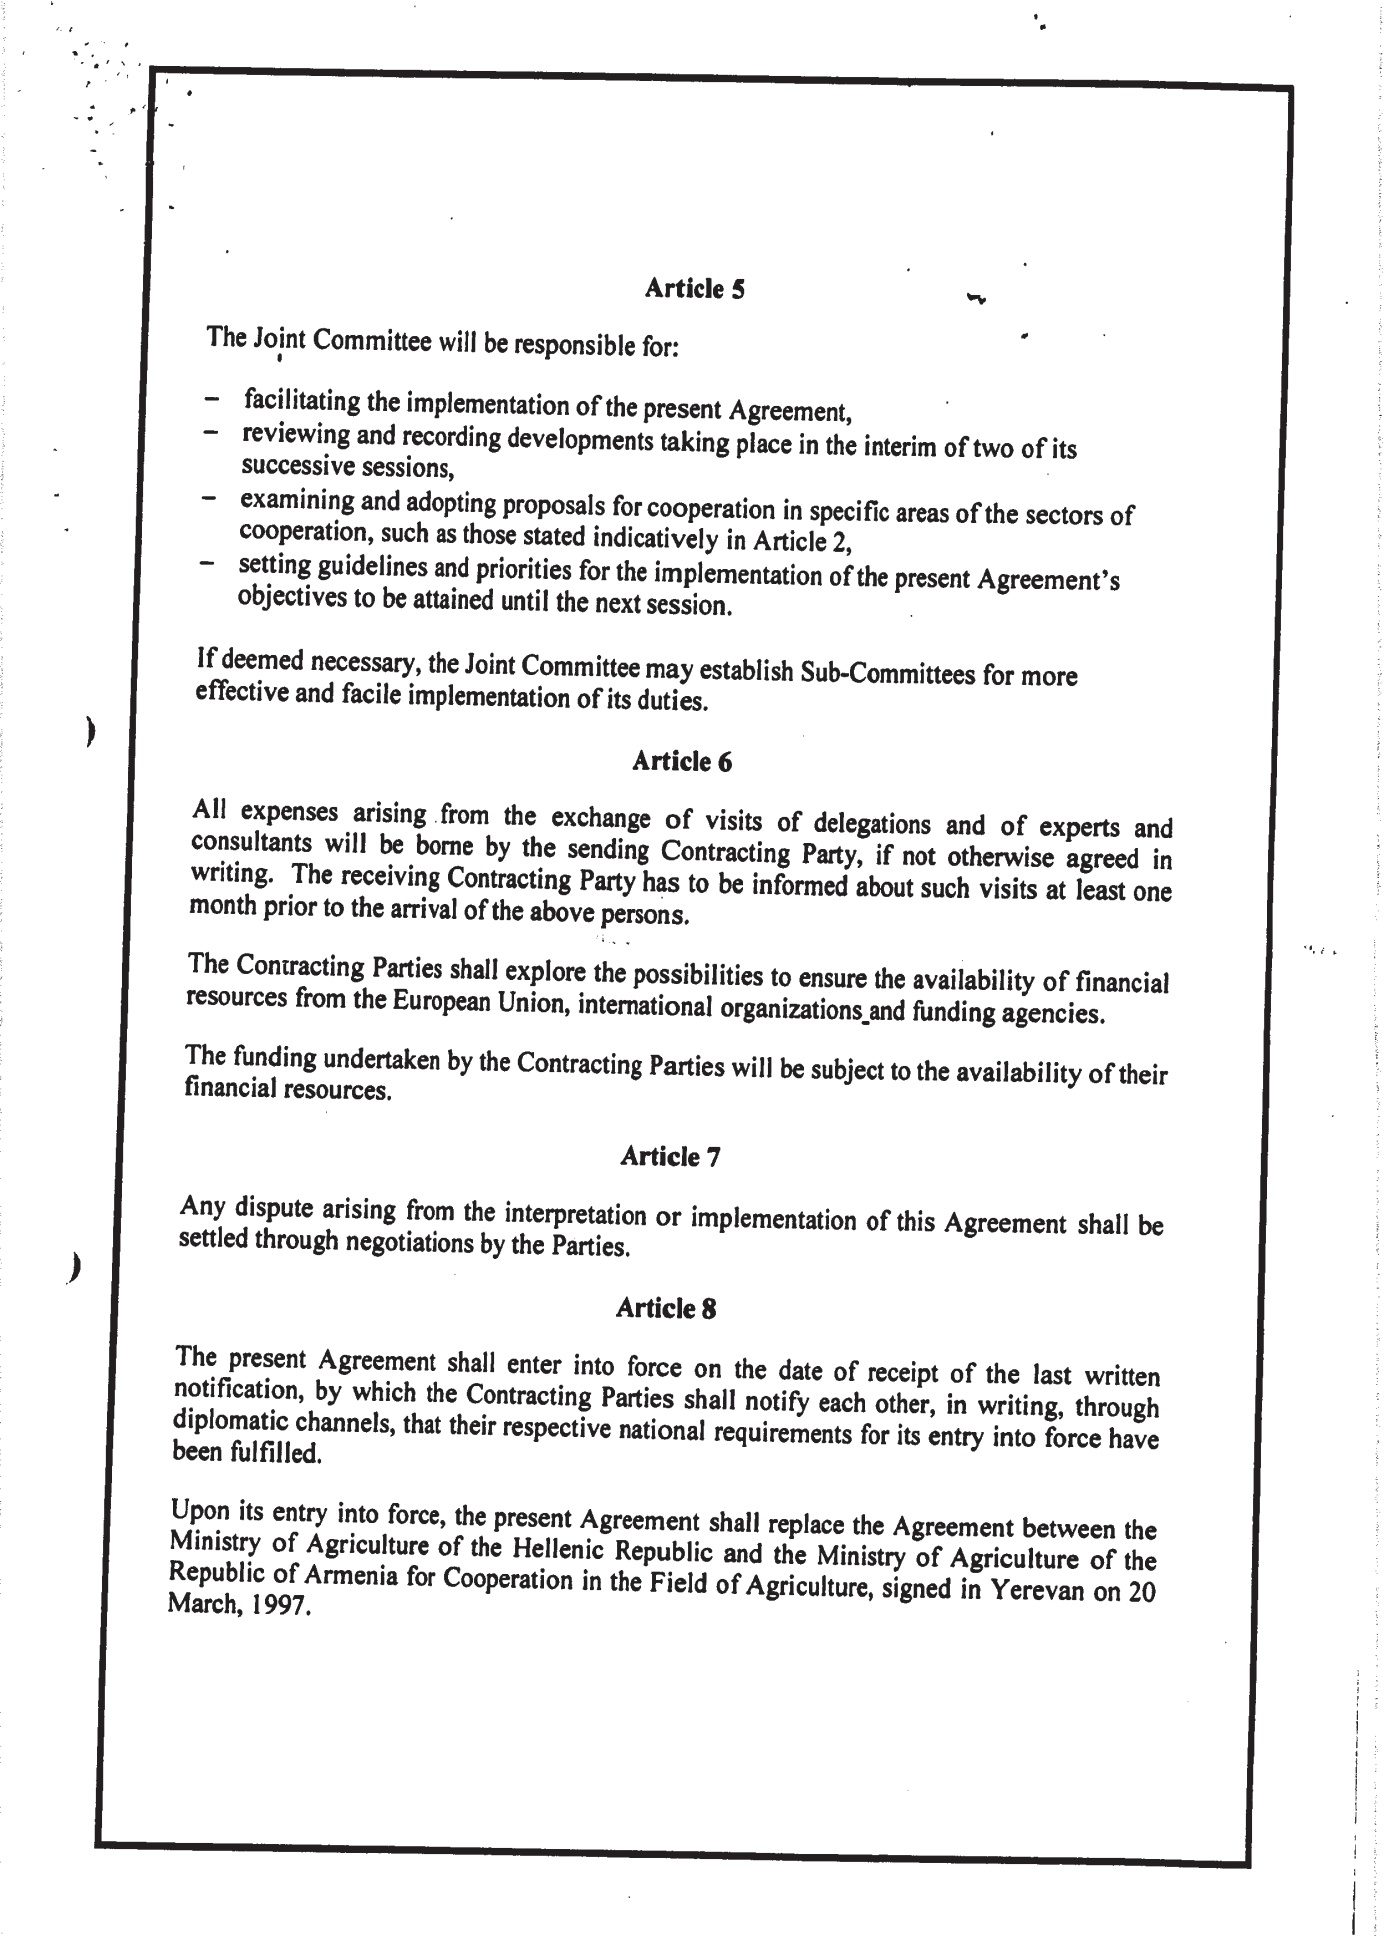 Article 5
The Joint Committee will be responsible for:
– facilitating the implementation of the present Agreement,
– reviewing and recording developments taking place in the interim of two of its
successive sessions,
– examining and adopting proposals for cooperation in specific areas of the sectors of
cooperation, such as those stated indicatively in Article 2,
– setting guidelines and priorities for the implementation of the present Agreement's
objectives to be attained until the next session.
If deemed necessary, the Joint Committee may establish Sub-Committees for more
effective and facile implementation of its duties.
Article 6
All expenses arising from the exchange of visits of delegations and of experts and
consultants will be borne by the sending Contracting Party, if not otherwise agreed in
writing. The receiving Contracting Party has to be informed about such visits at least one
month prior to the arrival of the above persons.
The Contracting Parties shall explore the possibilities to ensure the availability of financial
resources from the European Union, international organizations and funding agencies.
The funding undertaken by the Contracting Parties will be subject to the availability of their
financial resources.
Article 7
Any dispute arising from the interpretation or implementation of this Agreement shall be
settled through negotiations by the Parties.
Article 8
The present Agreement shall enter into force on the date of receipt of the last written
notification, by which the Contracting Parties shall notify each other, in writing, through
diplomatic channels, that their respective national requirements for its entry into force have
been fulfilled.
Upon its entry into force, the present Agreement shall replace the Agreement between the
Ministry of Agriculture of the Hellenic Republic and the Ministry of Agriculture of the
Republic of Armenia for Cooperation in the Field of Agriculture, signed in Yerevan on 20
March, 1997.